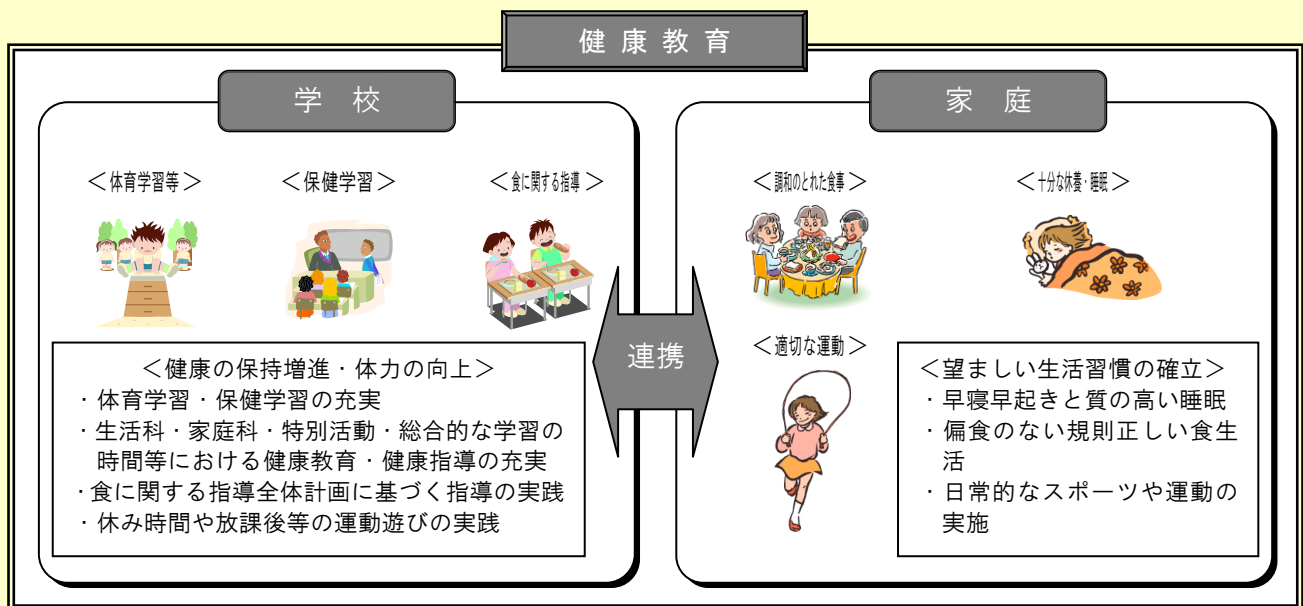 健康教育
学校
＜体育学習等＞
＜保健学習＞
＜食に関する指導＞
＜健康の保持増進・体力の向上＞
・体育学習・保健学習の充実
・生活科・家庭科・特別活動・総合的な学習の
時間等における健康教育・健康指導の充実
・食に関する指導全体計画に基づく指導の実践
・休み時間や放課後等の運動遊びの実践
連携
家庭
＜調和のとれた食事＞
＜十分な休養・睡眠＞
＜適切な運動＞
＜望ましい生活習慣の確立＞
・早寝早起きと質の高い睡眠
・偏食のない規則正しい食生
活
・日常的なスポーツや運動の
実施